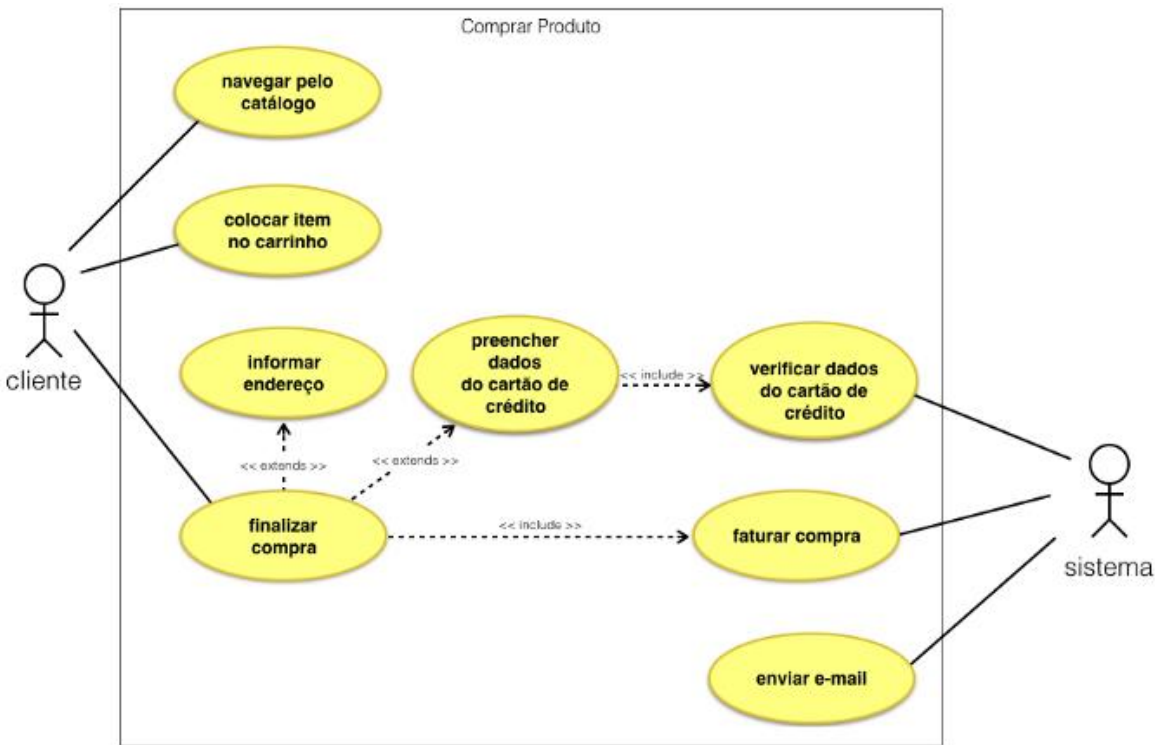 Comprar Produto
navegar pelo
catálogo
colocar item
no carrinho
cliente
informar
endereço
preencher
dados
do cartão de
crédito
<< include >>
verificar dados
do cartão de
crédito
<< extends >>
<< extends >>
finalizar
compra
<< include >>
faturar compra
sistema
enviar e-mail